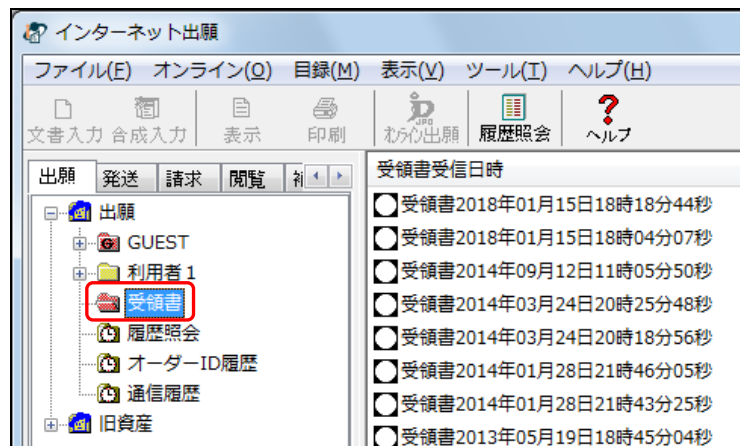 インターネット出願
ファイル(F) オンライン(O) 目録(M) 表示(V) ツール(T) ヘルプ(H)
文書入力 合成入力 表示 印刷 オンライン出願 履歴照会 ヘルプ
JPO
出願 発送 請求 閲覧
出願
GUEST
利用者1
受領書
履歴照会
オーダーID履歴
通信履歴
旧資産
受領書受信日時
受領書2018年01月15日18時18分44秒
受領書2018年01月15日18時04分07秒
受領書2014年09月12日11時05分50秒
受領書2014年03月24日20時25分48秒
受領書2014年03月24日20時18分56秒
受領書2014年01月28日21時46分05秒
受領書2014年01月28日21時43分25秒
受領書2013年05月19日18時45分04秒